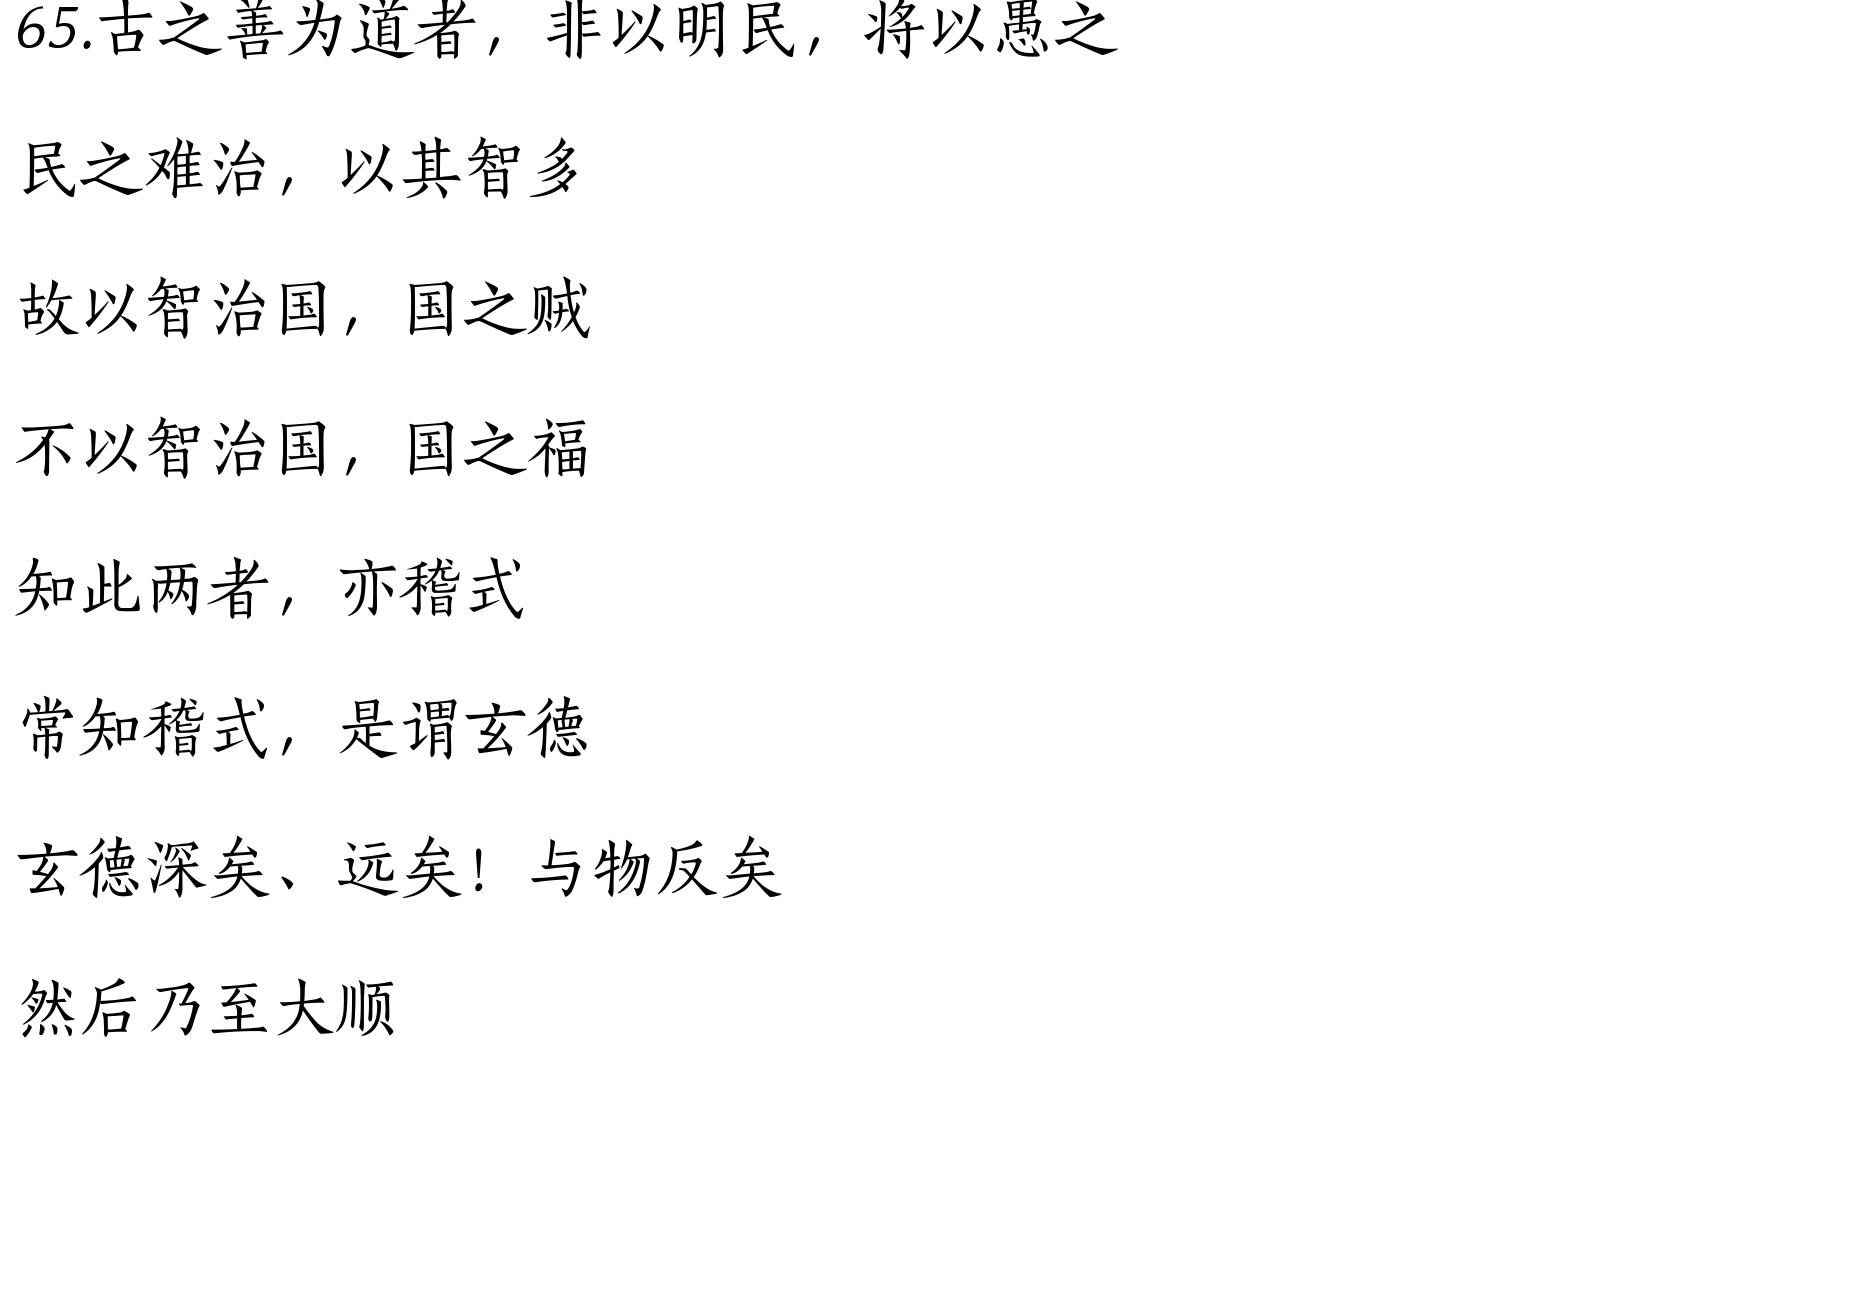 65.古之善为道者，非以明民，将以愚之
民之难治，以其智多
故以智治国，国之贼
不以智治国，国之福
知此两者，亦稽式
常知稽式，是谓玄德
玄德深矣、远矣！与物反矣
然后乃至大顺